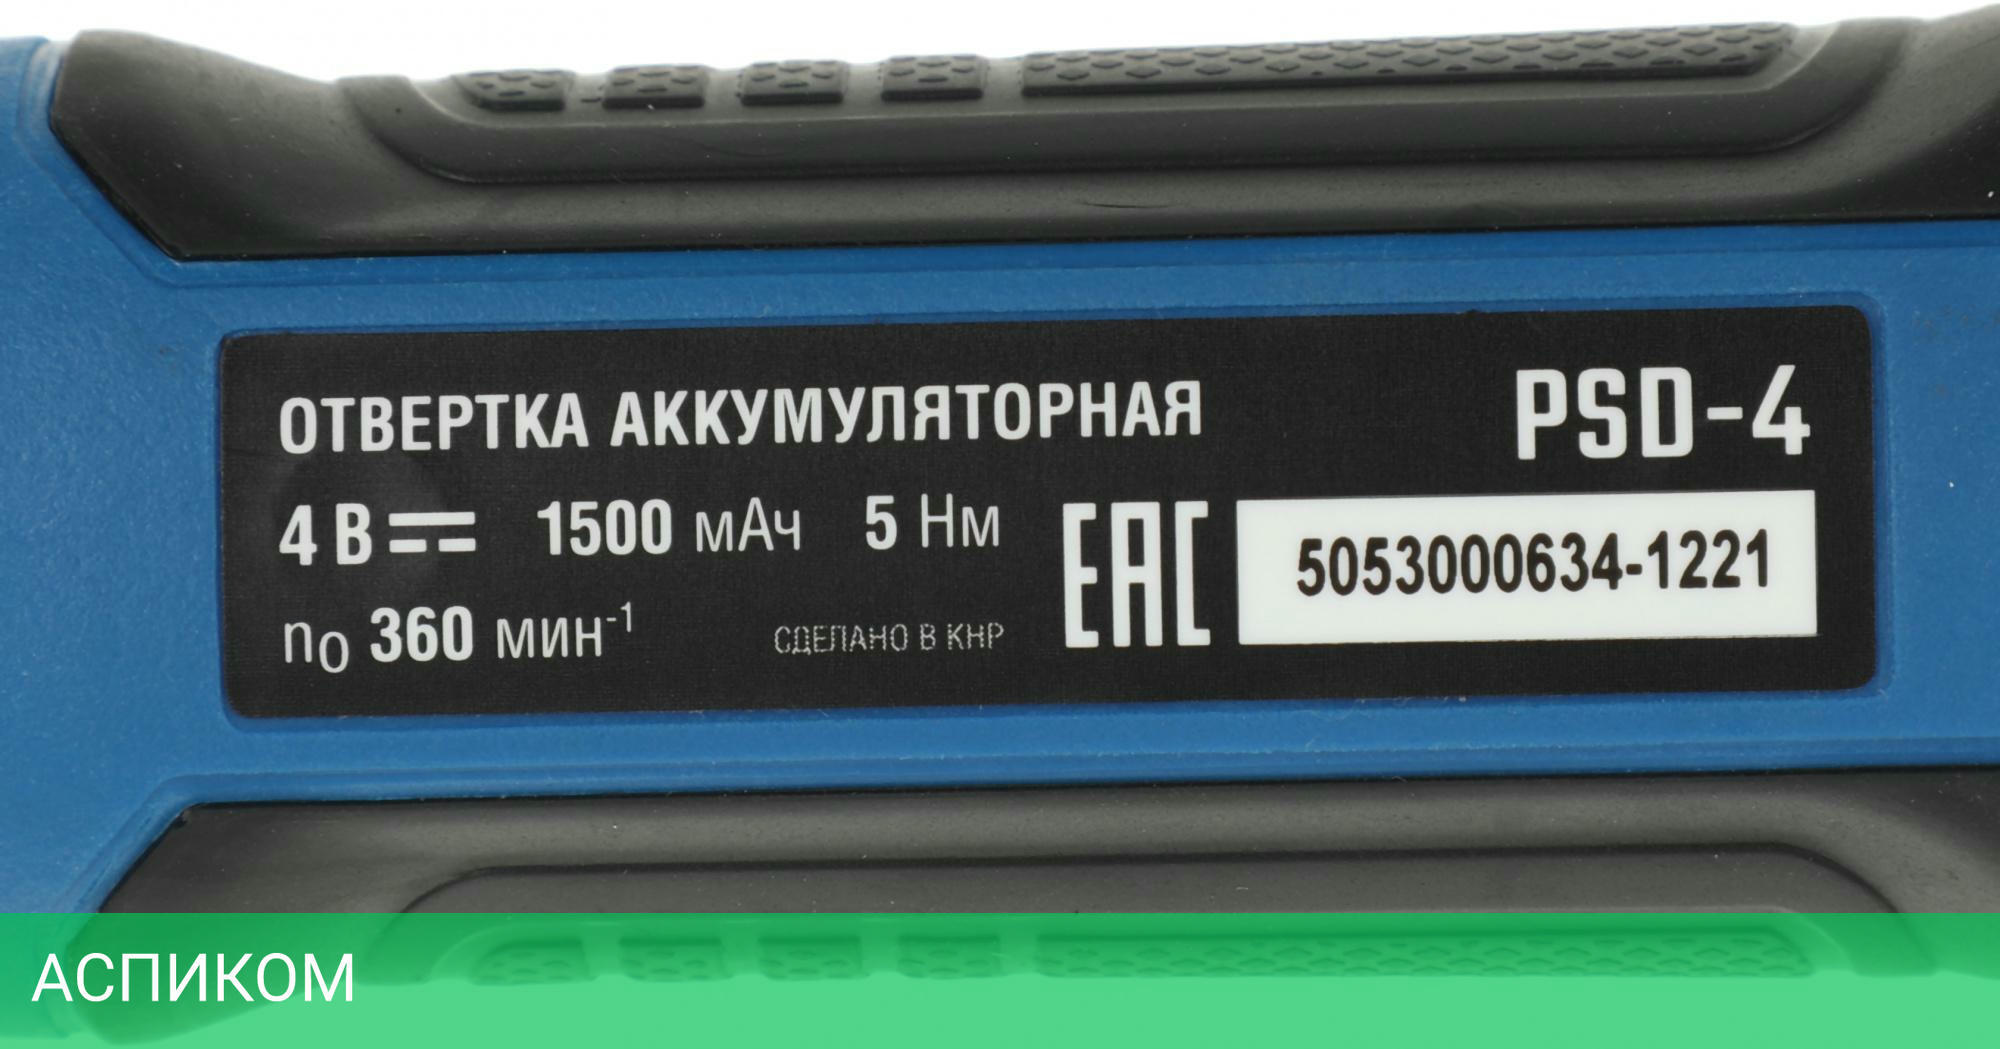 ОТВЕРТКА АККУМУЛЯТОРНАЯ PSD-4
4 В 1500 мАч 5 Нм
EAC 5053000634-1221
n₀ 360 мин⁻¹ СДЕЛАНО В КНР
АСПИКОМ